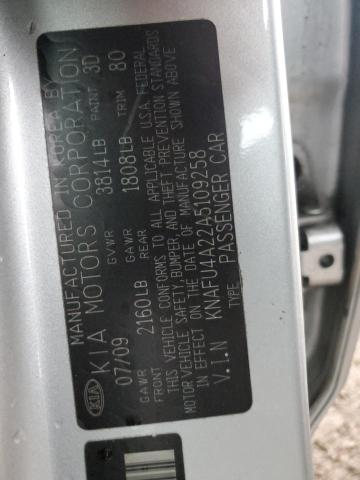 MANUFACTURED IN KOREA BY
KIA KIA MOTORS CORPORATION
07/09 GVWR 3814LB PAINT 3D
GAWR FRONT 2160LB GAWR REAR 1808LB TRIM 80
THIS VEHICLE CONFORMS TO ALL APPLICABLE U.S.A. FEDERAL
MOTOR VEHICLE SAFETY, BUMPER, AND THEFT PREVENTION STANDARDS
IN EFFECT ON THE DATE OF MANUFACTURE SHOWN ABOVE
V.I.N KNAFU4A22A5109258
TYPE PASSENGER CAR